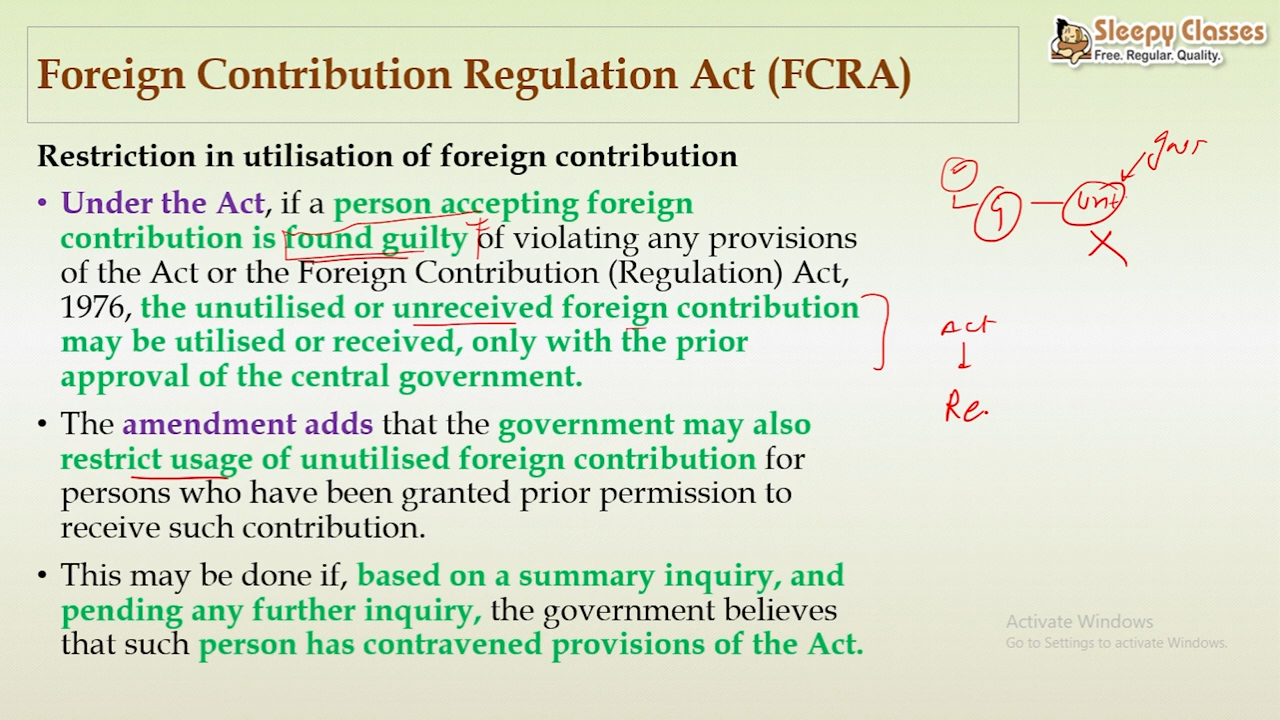 Sleepy Classes
Free. Regular. Quality.
Foreign Contribution Regulation Act (FCRA)
Restriction in utilisation of foreign contribution
• Under the Act, if a person accepting foreign
contribution is found guilty of violating any provisions
of the Act or the Foreign Contribution (Regulation) Act,
1976, the unutilised or unreceived foreign contribution
may be utilised or received, only with the prior
approval of the central government.
• The amendment adds that the government may also
restrict usage of unutilised foreign contribution for
persons who have been granted prior permission to
receive such contribution.
• This may be done if, based on a summary inquiry, and
pending any further inquiry, the government believes
that such person has contravened provisions of the Act.
G
Act
Re.
Activate Windows
Go to Settings to activate Windows.